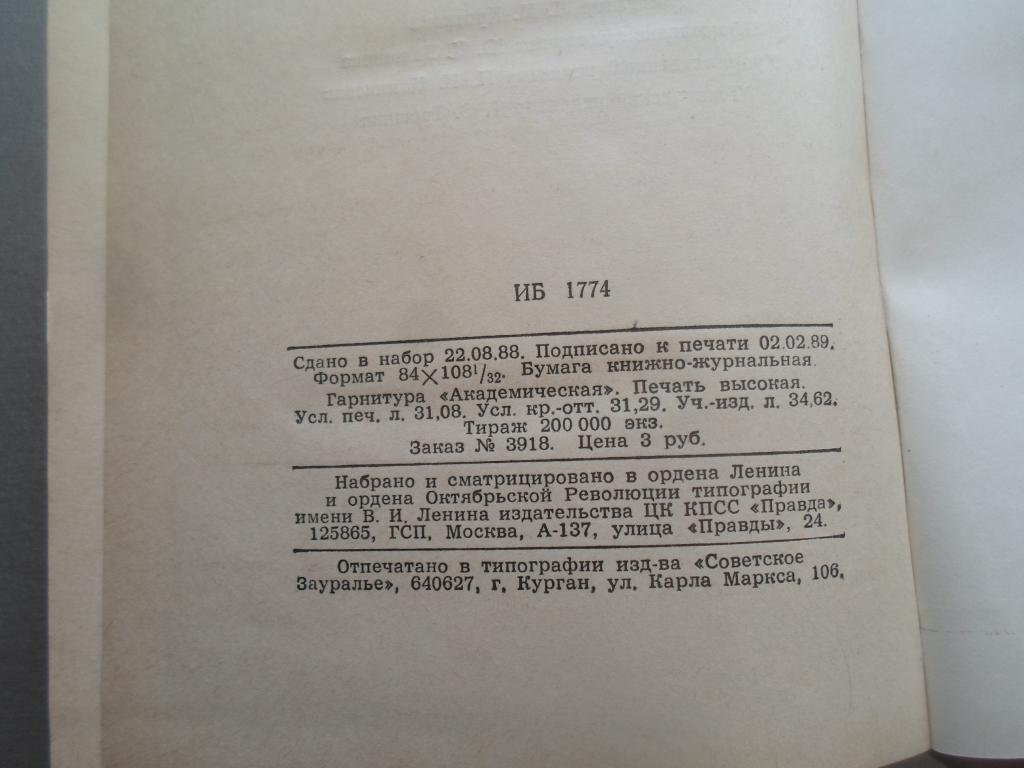 ИБ 1774
Сдано в набор 22.08.88. Подписано к печати 02.02.89.
Формат 84×108¹/₃₂. Бумага книжно-журнальная.
Гарнитура «Академическая». Печать высокая.
Усл. печ. л. 31,08. Усл. кр.-отт. 31,29. Уч.-изд. л. 34,62.
Тираж 200 000 экз.
Заказ № 3918. Цена 3 руб.
Набрано и сматрицировано в ордена Ленина
и ордена Октябрьской Революции типографии
имени В. И. Ленина издательства ЦК КПСС «Правда»,
125865, ГСП, Москва, А-137, улица «Правды», 24.
Отпечатано в типографии изд-ва «Советское
Зауралье», 640627, г. Курган, ул. Карла Маркса, 106.